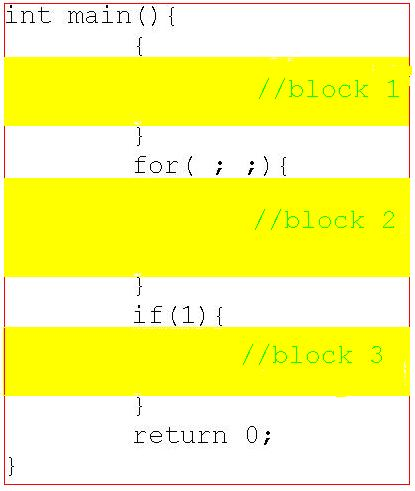 int main(){
{
//block 1
}
for( ; ;){
//block 2
}
if(1){
//block 3
}
return 0;
}